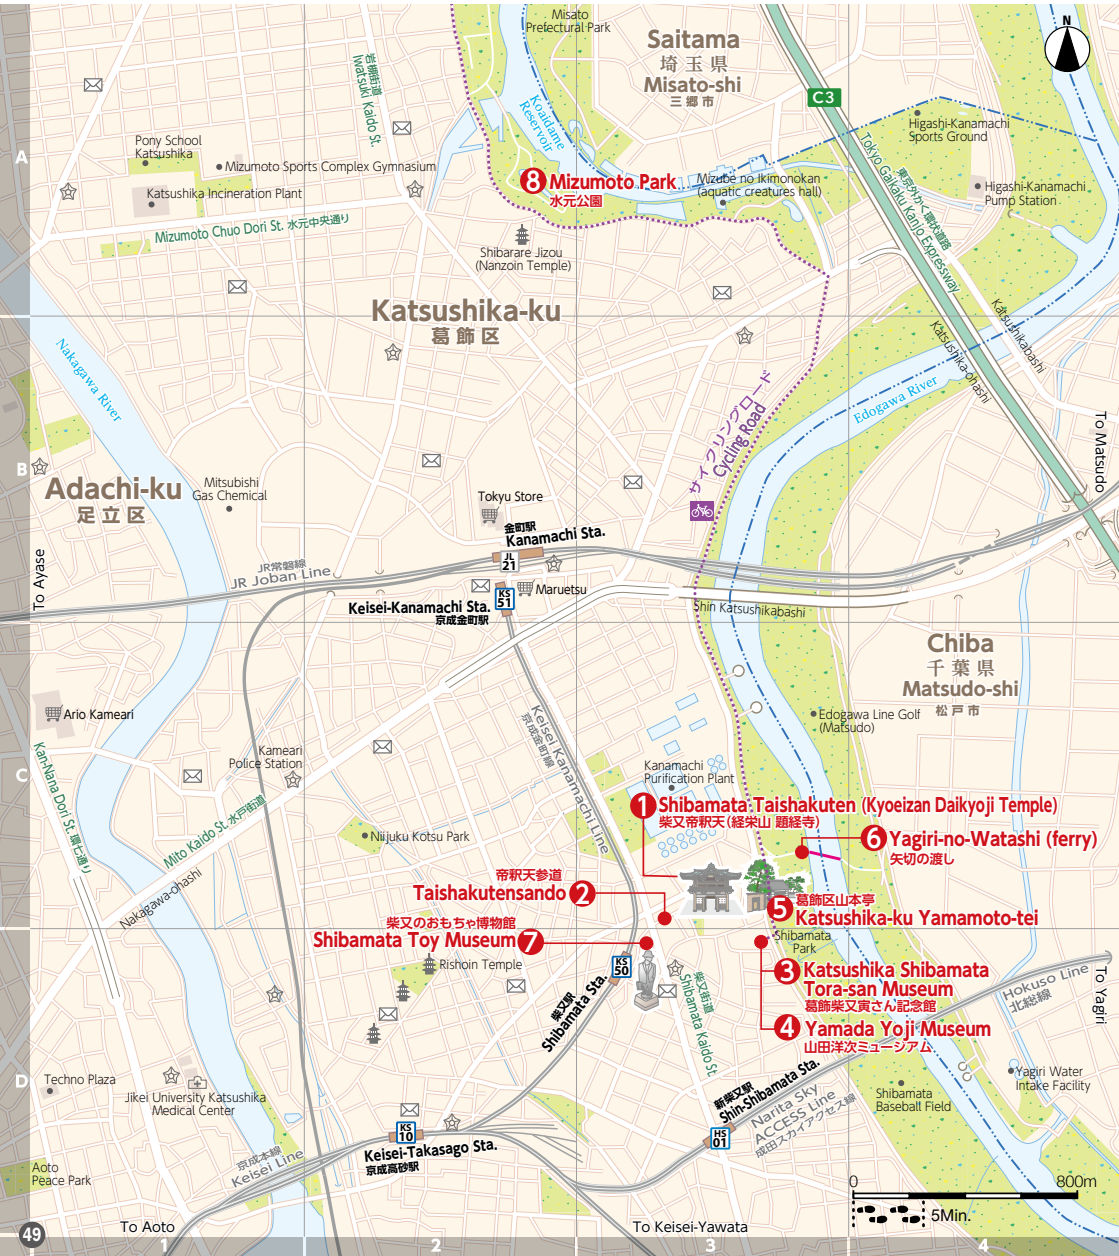 Misato
Prefectural Park
Saitama
埼玉県
Misato-shi
三郷市
N
C3
岩槻街道
Iwatsuki Kaido St.
Koaidame
Reservoir
Higashi-Kanamachi
Sports Ground
Pony School
Katsushika
Mizumoto Sports Complex Gymnasium
A
8 Mizumoto Park
水元公園
Mizube no Ikimonokan
(aquatic creatures hall)
東京外かく環状道路
Tokyo Gaikaku Kanjo Expressway
Higashi-Kanamachi
Pump Station
Katsushika Incineration Plant
Mizumoto Chuo Dori St. 水元中央通り
Shibarare Jizou
(Nanzoin Temple)
Katsushika-ku
葛飾区
Katsushikabashi
Katsushika-ohashi
Nakagawa River
Edogawa River
サイクリングロード
Cycling Road
To Matsudo
B
Adachi-ku
足立区
Mitsubishi
Gas Chemical
Tokyu Store
金町駅
Kanamachi Sta.
JL
21
JR常磐線
JR Joban Line
To Ayase
KS
51
Maruetsu
Keisei-Kanamachi Sta.
京成金町駅
Shin Katsushikabashi
Chiba
千葉県
Matsudo-shi
松戸市
Ario Kameari
Edogawa Line Golf
(Matsudo)
Keisei Kanamachi Line
京成金町線
Kameari
Police Station
Kanamachi
Purification Plant
C
Kan-Nana Dori St. 環七通り
Mito Kaido St. 水戸街道
1 Shibamata Taishakuten (Kyoeizan Daikyoji Temple)
柴又帝釈天(経栄山 題経寺)
Niijuku Kotsu Park
6 Yagiri-no-Watashi (ferry)
矢切の渡し
Nakagawa-ohashi
帝釈天参道
Taishakutensando 2
5 葛飾区山本亭
Katsushika-ku Yamamoto-tei
柴又のおもちゃ博物館
Shibamata Toy Museum 7
Shibamata
Park
Rishoin Temple
KS
50
柴又駅
Shibamata Sta.
柴又街道
Shibamata Kaido St.
3 Katsushika Shibamata
Tora-san Museum
葛飾柴又寅さん記念館
4 Yamada Yoji Museum
山田洋次ミュージアム
Hokuso Line
北総線
To Yagiri
D
Techno Plaza
Jikei University Katsushika
Medical Center
新柴又駅
Shin-Shibamata Sta.
Narita Sky
ACCESS Line
成田スカイアクセス線
Shibamata
Baseball Field
Yagiri Water
Intake Facility
KS
10
Keisei-Takasago Sta.
京成高砂駅
HS
01
京成本線
Keisei Line
Aoto
Peace Park
0 800m
5Min.
To Aoto
To Keisei-Yawata
49
1 2 3 4